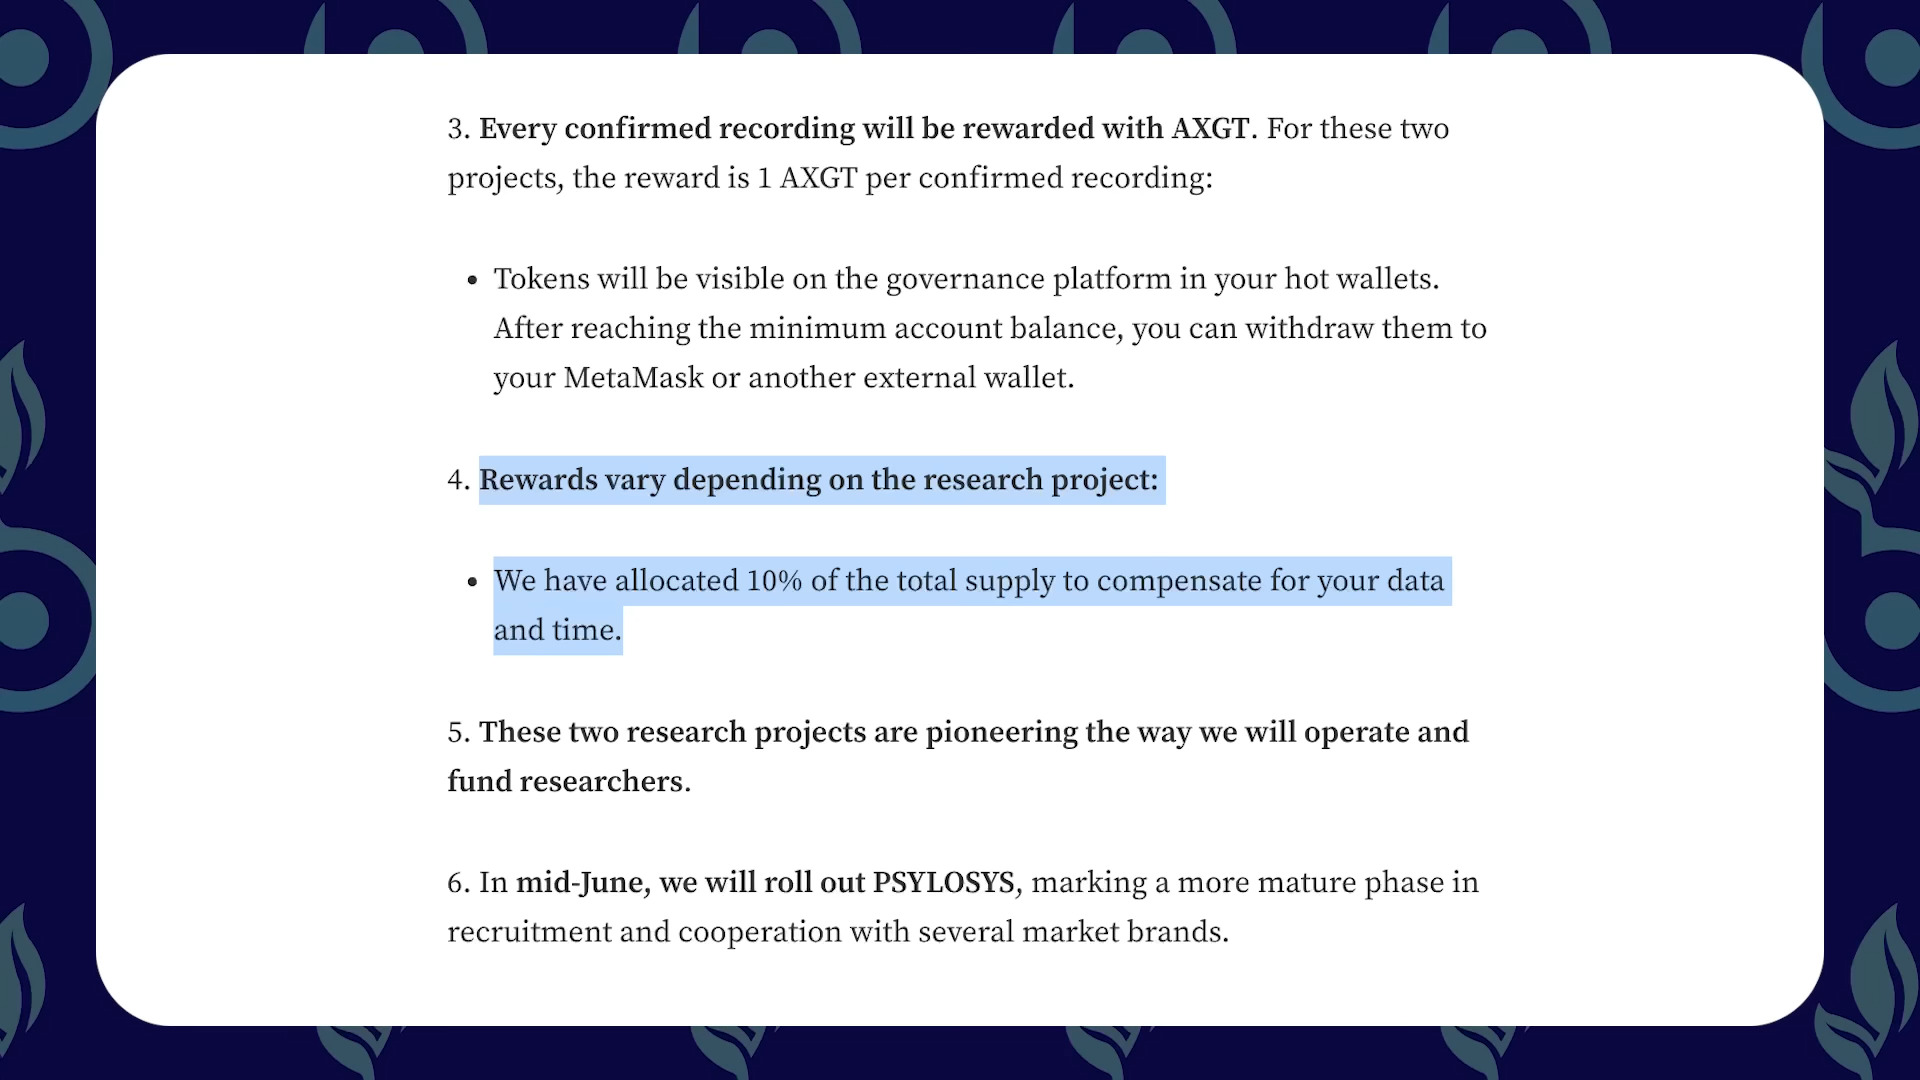 3. Every confirmed recording will be rewarded with AXGT. For these two
projects, the reward is 1 AXGT per confirmed recording:
• Tokens will be visible on the governance platform in your hot wallets.
After reaching the minimum account balance, you can withdraw them to
your MetaMask or another external wallet.
4. Rewards vary depending on the research project:
• We have allocated 10% of the total supply to compensate for your data
and time.
5. These two research projects are pioneering the way we will operate and
fund researchers.
6. In mid-June, we will roll out PSYLOSYS, marking a more mature phase in
recruitment and cooperation with several market brands.